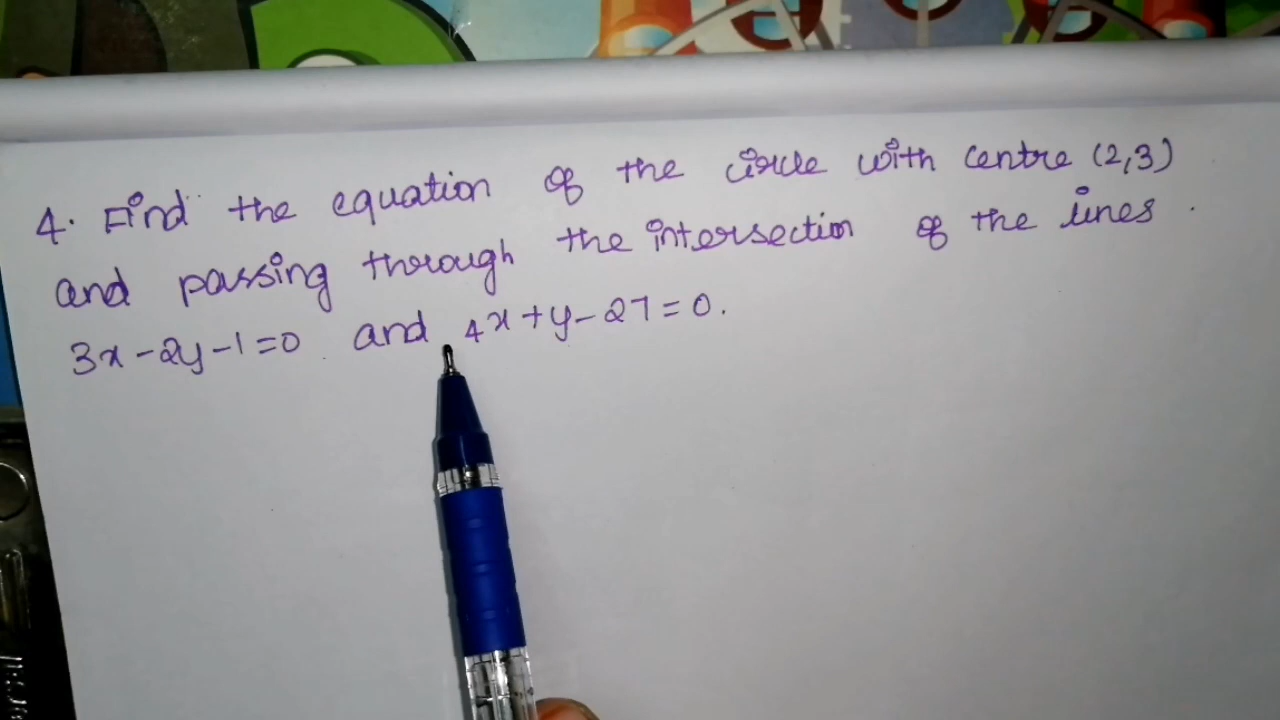 4. Find the equation of the circle with centre (2,3)
and passing through the intersection of the lines
3x-2y-1=0 and 4x+y-27=0.